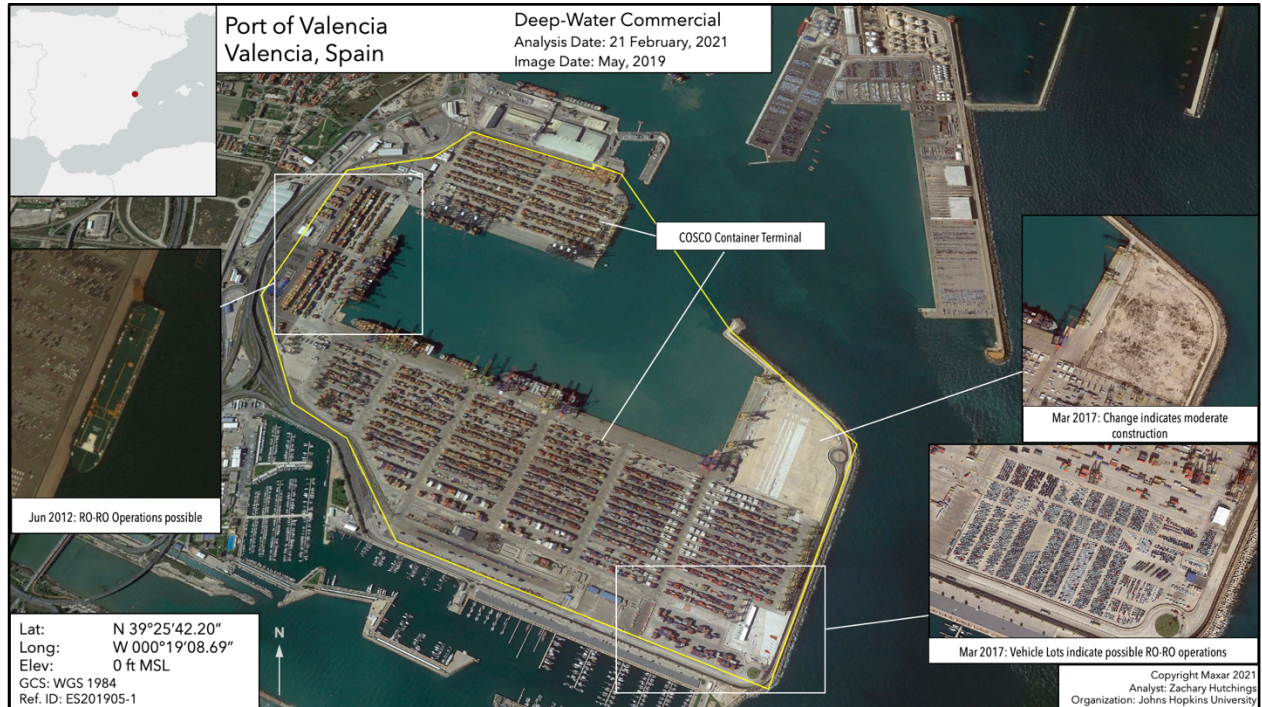 Port of Valencia
Valencia, Spain
Deep-Water Commercial
Analysis Date: 21 February, 2021
Image Date: May, 2019
COSCO Container Terminal
Jun 2012: RO-RO Operations possible
Mar 2017: Change indicates moderate
construction
Mar 2017: Vehicle Lots indicate possible RO-RO operations
Lat: N 39°25’42.20”
Long: W 000°19’08.69”
Elev: 0 ft MSL
GCS: WGS 1984
Ref. ID: ES201905-1
N
Copyright Maxar 2021
Analyst: Zachary Hutchings
Organization: Johns Hopkins University